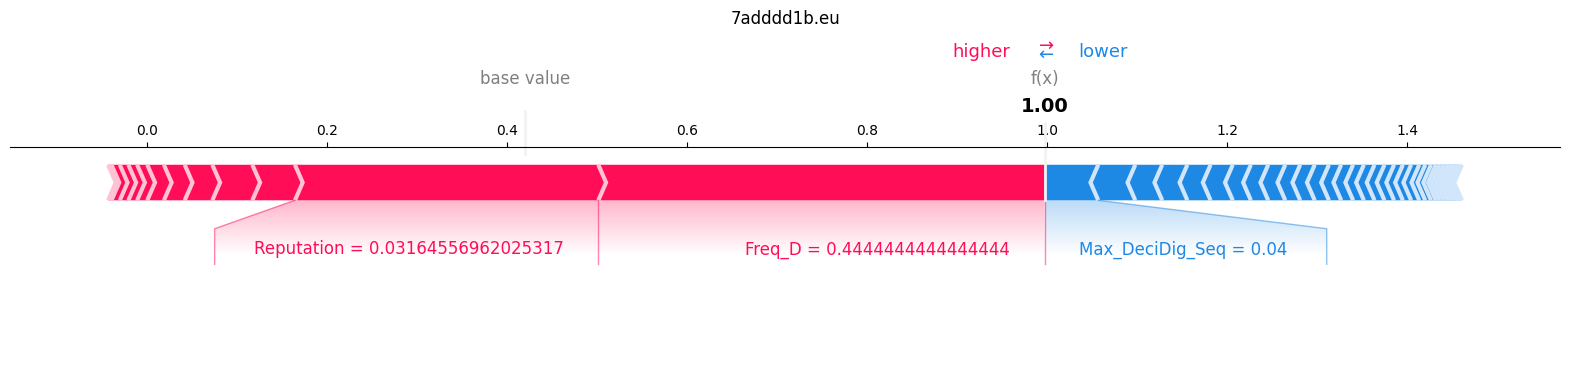 7adddd1b.eu
higher ⇄ lower
base value f(x)
1.00
0.0 0.2 0.4 0.6 0.8 1.0 1.2 1.4
Reputation = 0.03164556962025317 Freq_D = 0.4444444444444444 Max_DeciDig_Seq = 0.04